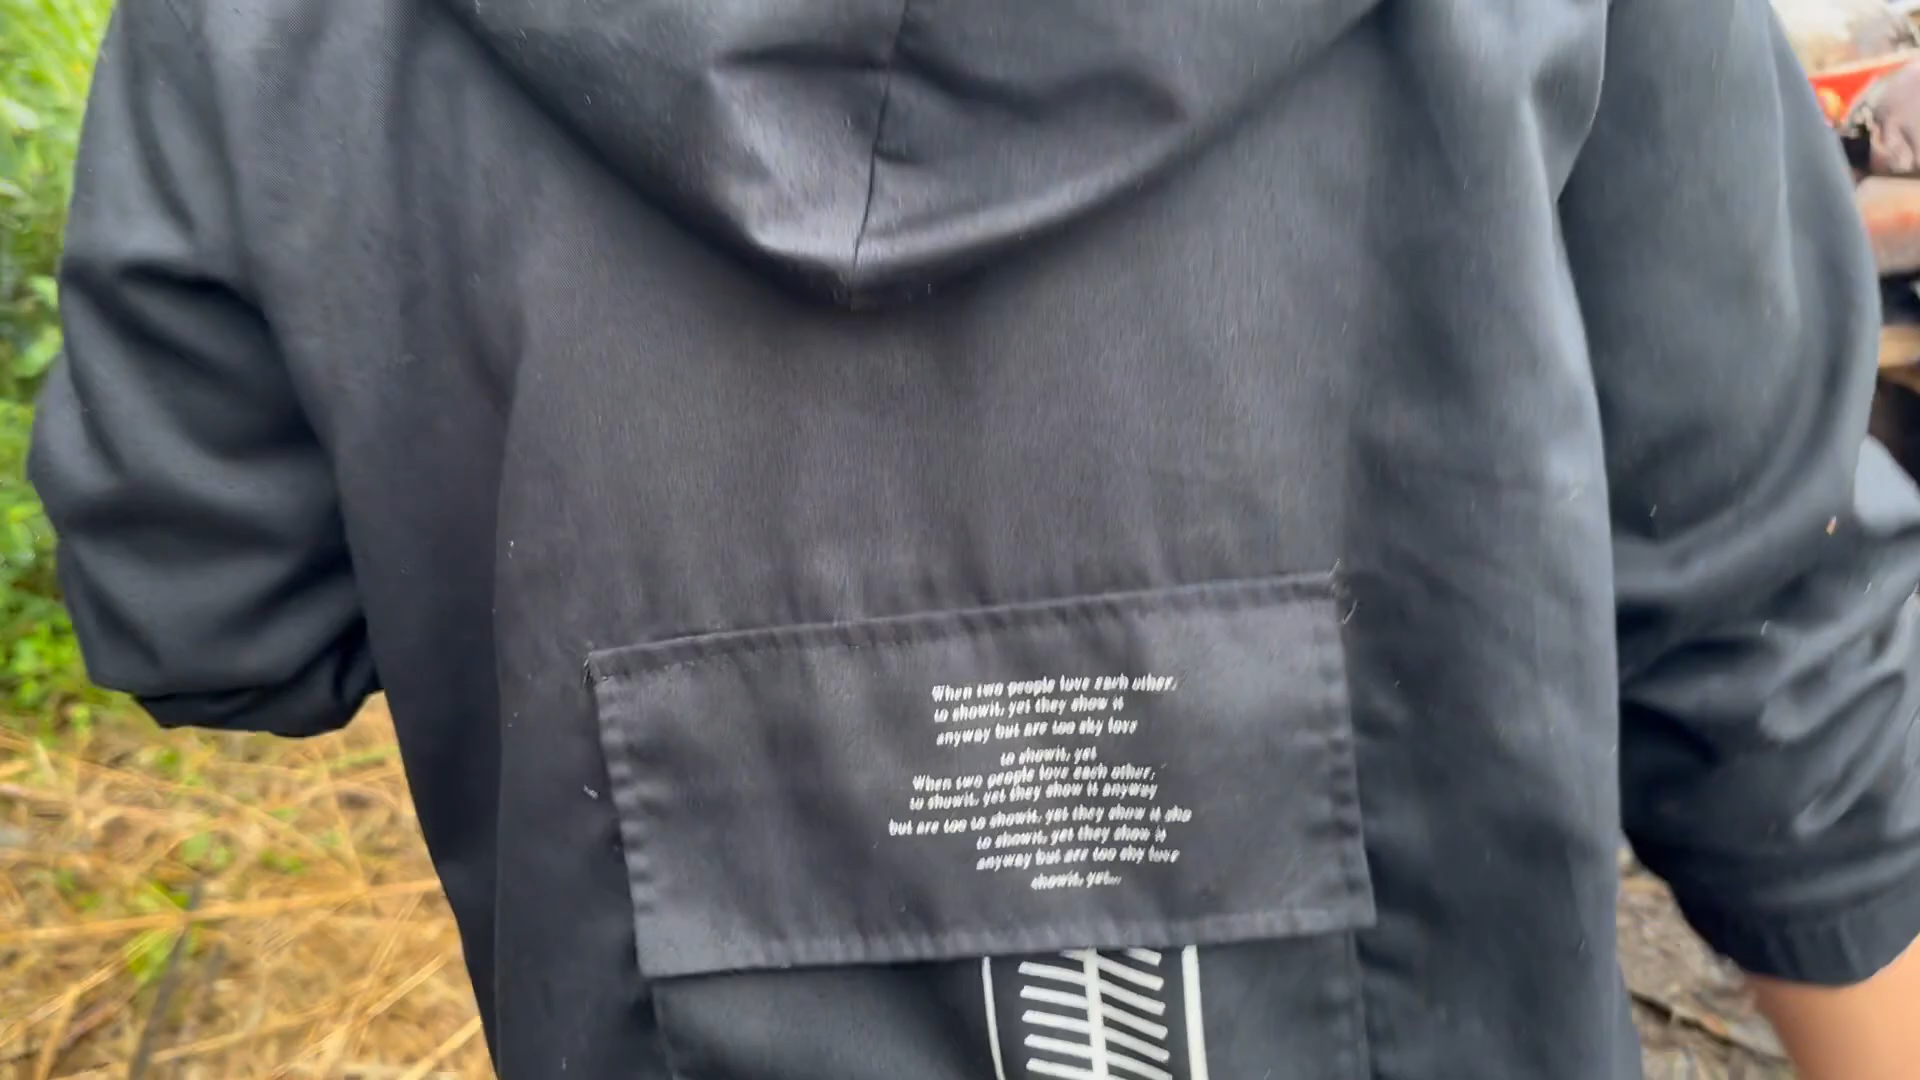 When two people love each other,
to showit, yet they show it
anyway but are too shy love
to showit, yet
When two people love each other,
to showit, yet they show it anyway
but are too to showit, yet they show it sho
to showit, yet they show it
anyway but are too shy love
showit, yet...